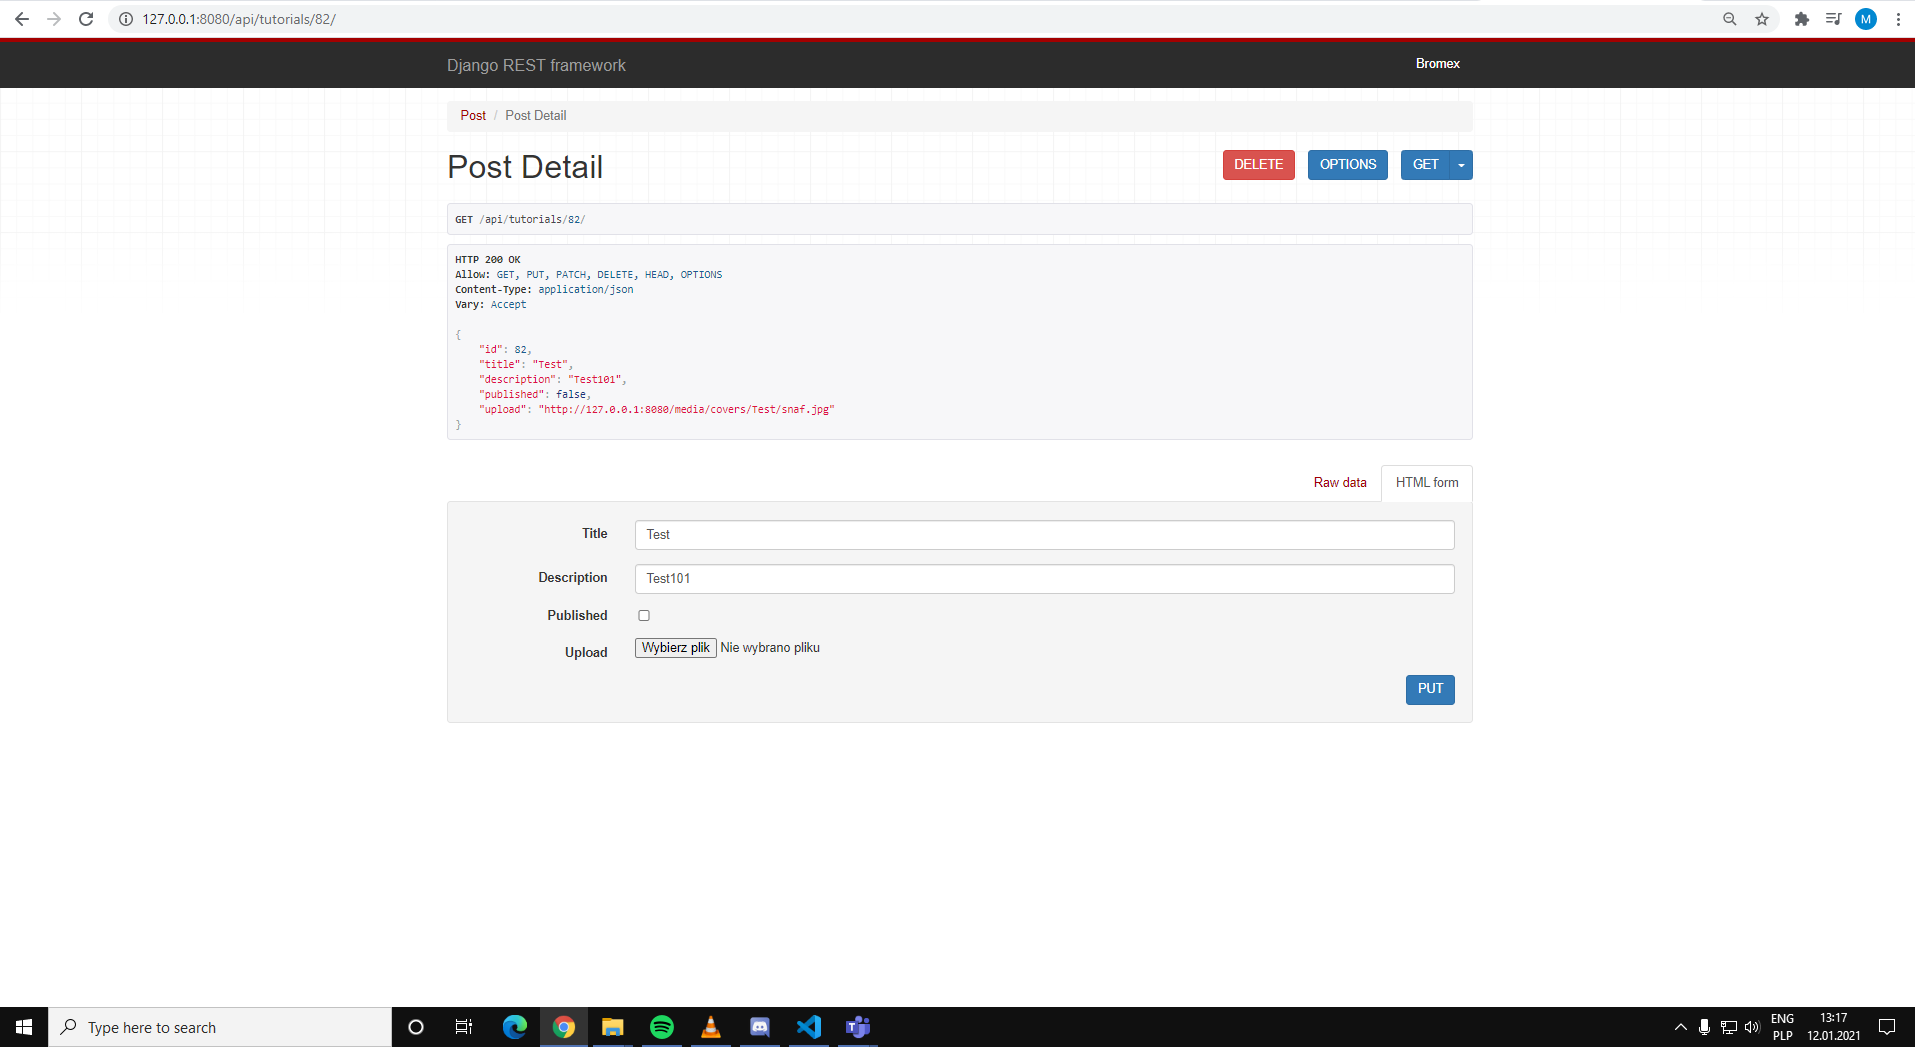 127.0.0.1:8080/api/tutorials/82/
M
Django REST framework
Bromex
Post / Post Detail
Post Detail
DELETE
OPTIONS
GET
GET /api/tutorials/82/
HTTP 200 OK
Allow: GET, PUT, PATCH, DELETE, HEAD, OPTIONS
Content-Type: application/json
Vary: Accept
{
"id": 82,
"title": "Test",
"description": "Test101",
"published": false,
"upload": "http://127.0.0.1:8080/media/covers/Test/snaf.jpg"
}
Raw data
HTML form
Title
Test
Description
Test101
Published
Upload
Wybierz plik Nie wybrano pliku
PUT
Type here to search
ENG
PLP
13:17
12.01.2021